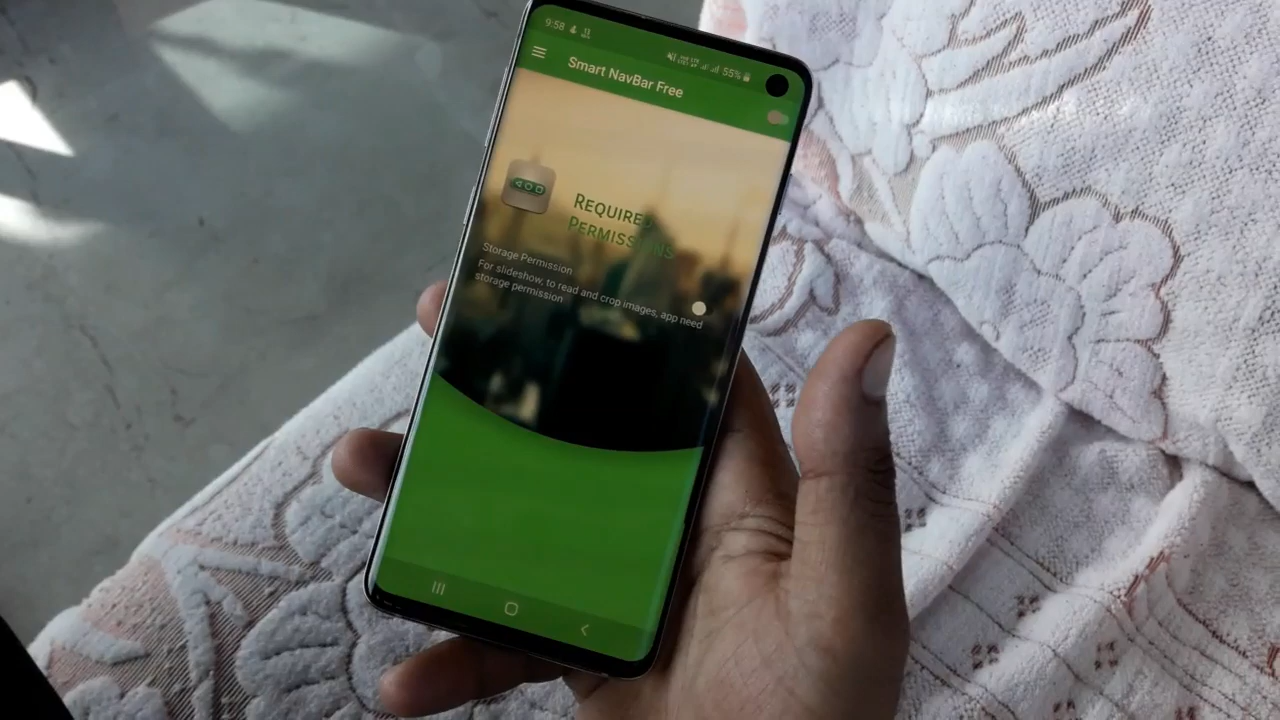 9:58
55%
Smart NavBar Free
REQUIRED
PERMISSIONS
Storage Permission
For slideshow, to read and crop images, app need
storage permission